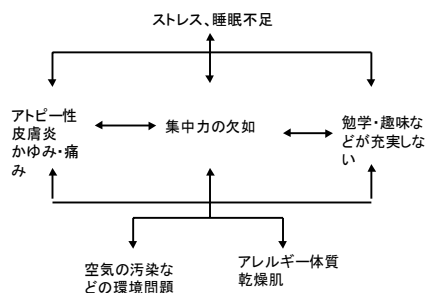 ストレス、睡眠不足
アトピー性
皮膚炎
かゆみ・痛
み
集中力の欠如
勉学・趣味な
どが充実しな
い
空気の汚染な
どの環境問題
アレルギー体質
乾燥肌